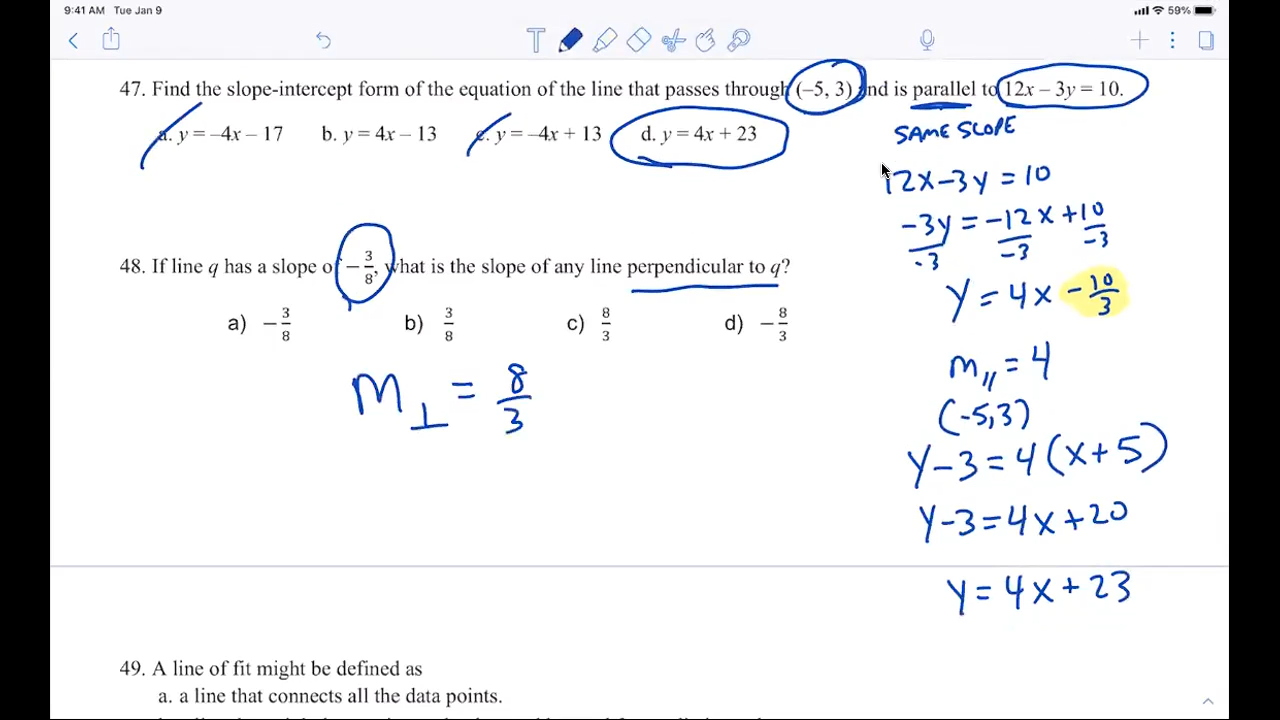 9:41 AM Tue Jan 9 59%
47. Find the slope-intercept form of the equation of the line that passes through (–5, 3) and is parallel to 12x – 3y = 10.
a. y = –4x – 17 b. y = 4x – 13 c. y = –4x + 13 d. y = 4x + 23
SAME SCOPE
12x-3y = 10
-3y = -12x +10
-3 -3 -3
y = 4x - 10/3
m// = 4
(-5,3)
y-3 = 4(x+5)
y-3 = 4x+20
y = 4x+23
48. If line q has a slope of -3/8, what is the slope of any line perpendicular to q?
a) -3/8 b) 3/8 c) 8/3 d) -8/3
M⊥ = 8/3
49. A line of fit might be defined as
a. a line that connects all the data points.